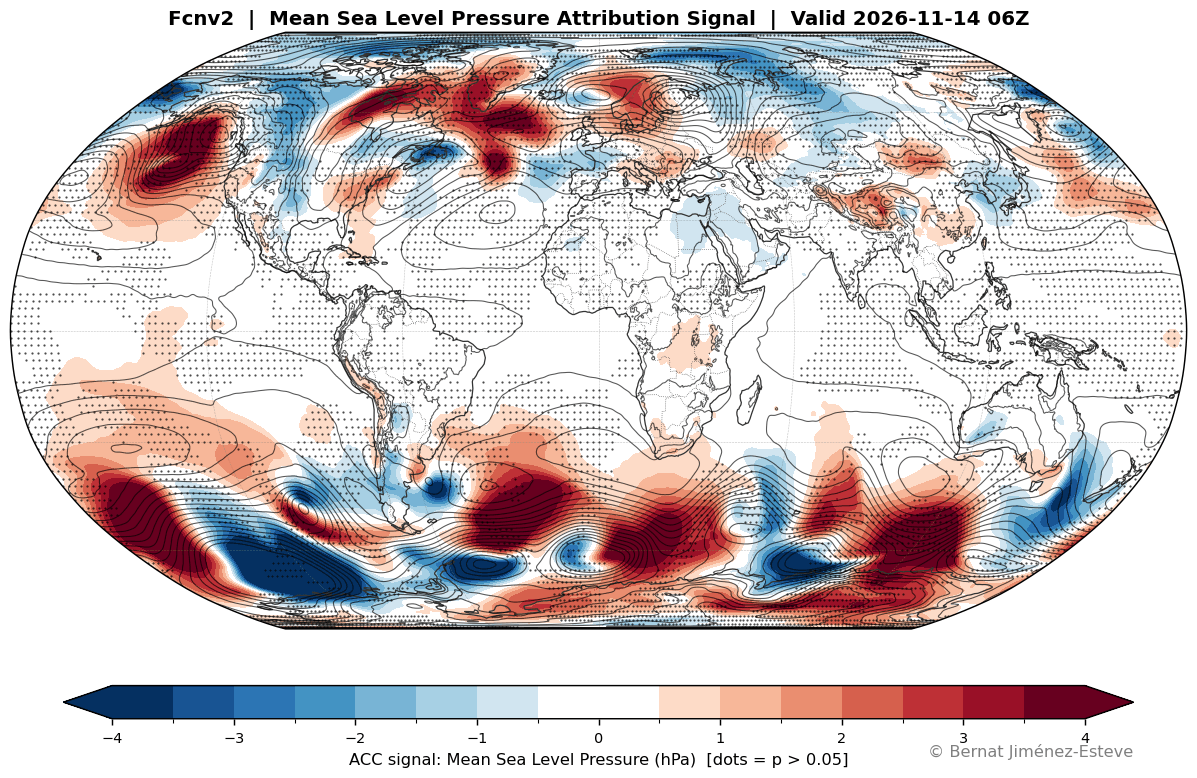 Fcnv2 | Mean Sea Level Pressure Attribution Signal | Valid 2026-11-14 06Z
−4 −3 −2 −1 0 1 2 3 4
© Bernat Jiménez-Esteve
ACC signal: Mean Sea Level Pressure (hPa) [dots = p > 0.05]